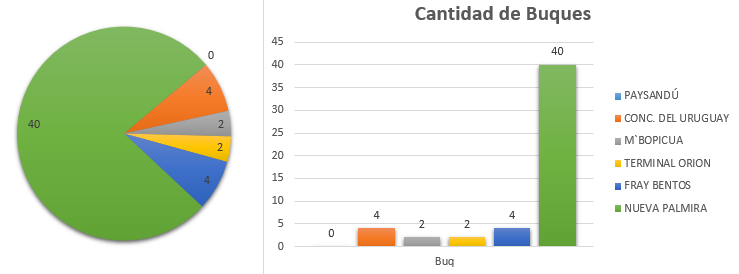 0
4
2
2
4
40
Cantidad de Buques
45
40
35
30
25
20
15
10
5
0
0
4
2
2
4
40
Buq
PAYSANDÚ
CONC. DEL URUGUAY
M`BOPICUA
TERMINAL ORION
FRAY BENTOS
NUEVA PALMIRA